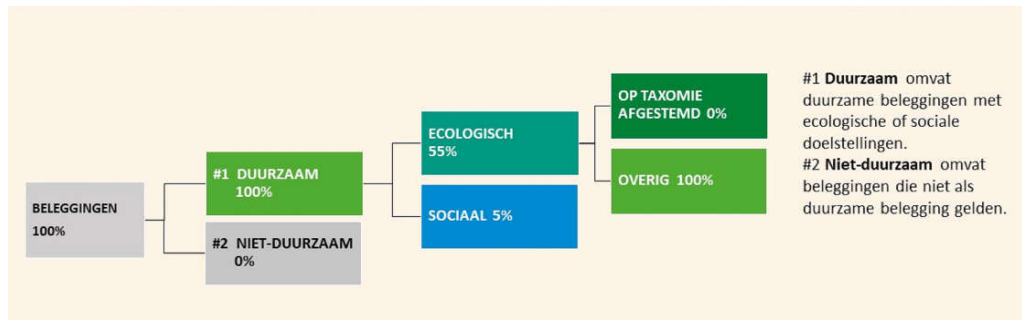 BELEGGINGEN
100%
#1 DUURZAAM
100%
#2 NIET-DUURZAAM
0%
ECOLOGISCH
55%
SOCIAAL 5%
OP TAXOMIE
AFGESTEMD 0%
OVERIG 100%
#1 Duurzaam omvat
duurzame beleggingen met
ecologische of sociale
doelstellingen.
#2 Niet-duurzaam omvat
beleggingen die niet als
duurzame belegging gelden.